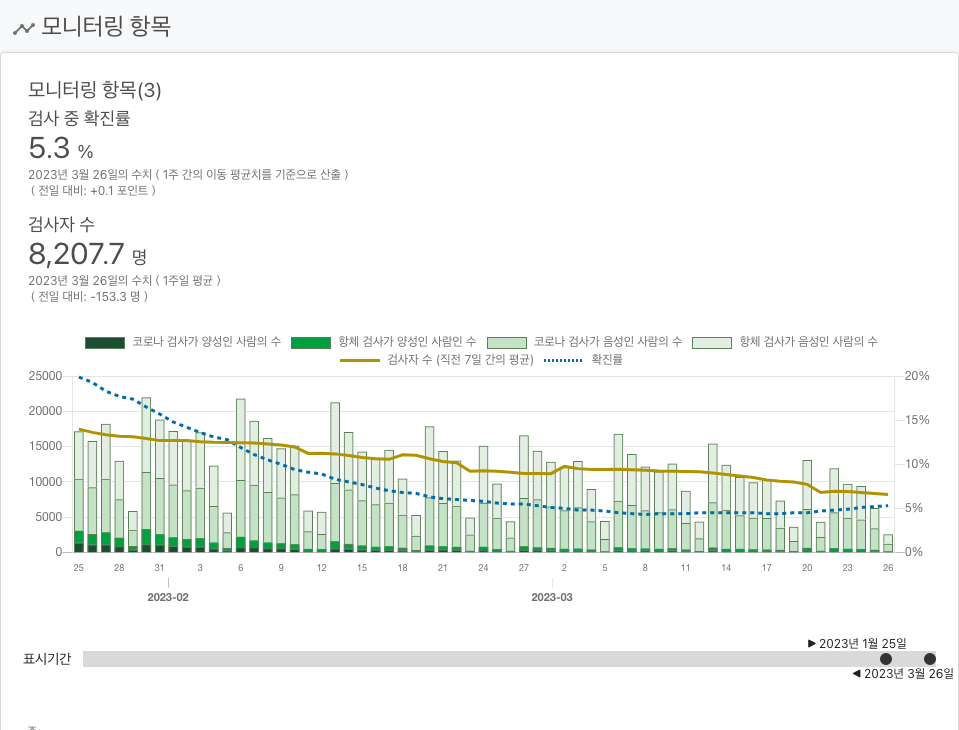 모니터링 항목
모니터링 항목(3)
검사 중 확진률
5.3 %
2023년 3월 26일의 수치 ( 1주 간의 이동 평균치를 기준으로 산출 )
( 전일 대비: +0.1 포인트 )
검사자 수
8,207.7 명
2023년 3월 26일의 수치 ( 1주일 평균 )
( 전일 대비: -153.3 명 )
코로나 검사가 양성인 사람의 수 항체 검사가 양성인 사람인 수 코로나 검사가 음성인 사람의 수 항체 검사가 음성인 사람의 수
검사자 수 (직전 7일 간의 평균) 확진률
25000 20%
20000
15%
15000
10%
10000
5000 5%
0 0%
25 28 31 3 6 9 12 15 18 21 24 27 2 5 8 11 14 17 20 23 26
2023-02 2023-03
▶ 2023년 1월 25일
표시기간
◀ 2023년 3월 26일